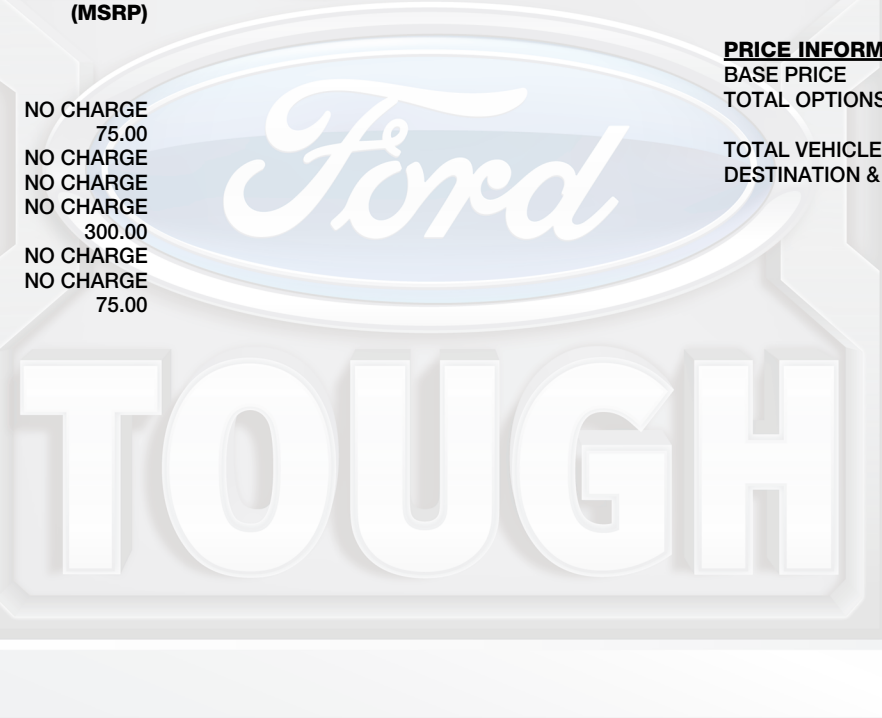 (MSRP)
NO CHARGE
75.00
NO CHARGE
NO CHARGE
NO CHARGE
300.00
NO CHARGE
NO CHARGE
75.00
PRICE INFORM
BASE PRICE
TOTAL OPTIONS
TOTAL VEHICLE
DESTINATION &
Ford
TOUGH